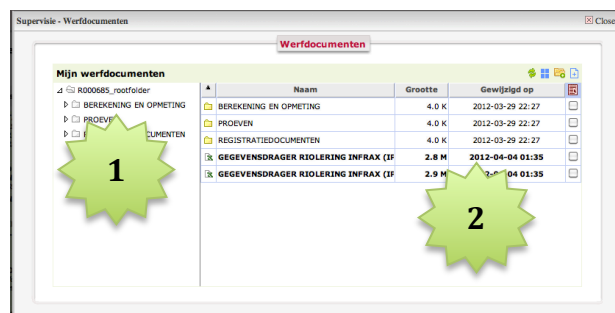 Supervisie - Werfdocumenten
Close
Werfdocumenten
Mijn werfdocumenten
R000685_rootfolder
BEREKENING EN OPMETING
PROEVEN
DOCUMENTEN
Naam Grootte Gewijzigd op
BEREKENING EN OPMETING 4.0 K 2012-03-29 22:27
PROEVEN 4.0 K 2012-03-29 22:27
REGISTRATIEDOCUMENTEN 4.0 K 2012-03-29 22:27
GEGEVENSDRAGER RIOLERING INFRAX (IF 2.8 M 2012-04-04 01:35
GEGEVENSDRAGER RIOLERING INFRAX (IF 2.9 M 01:35
1
2